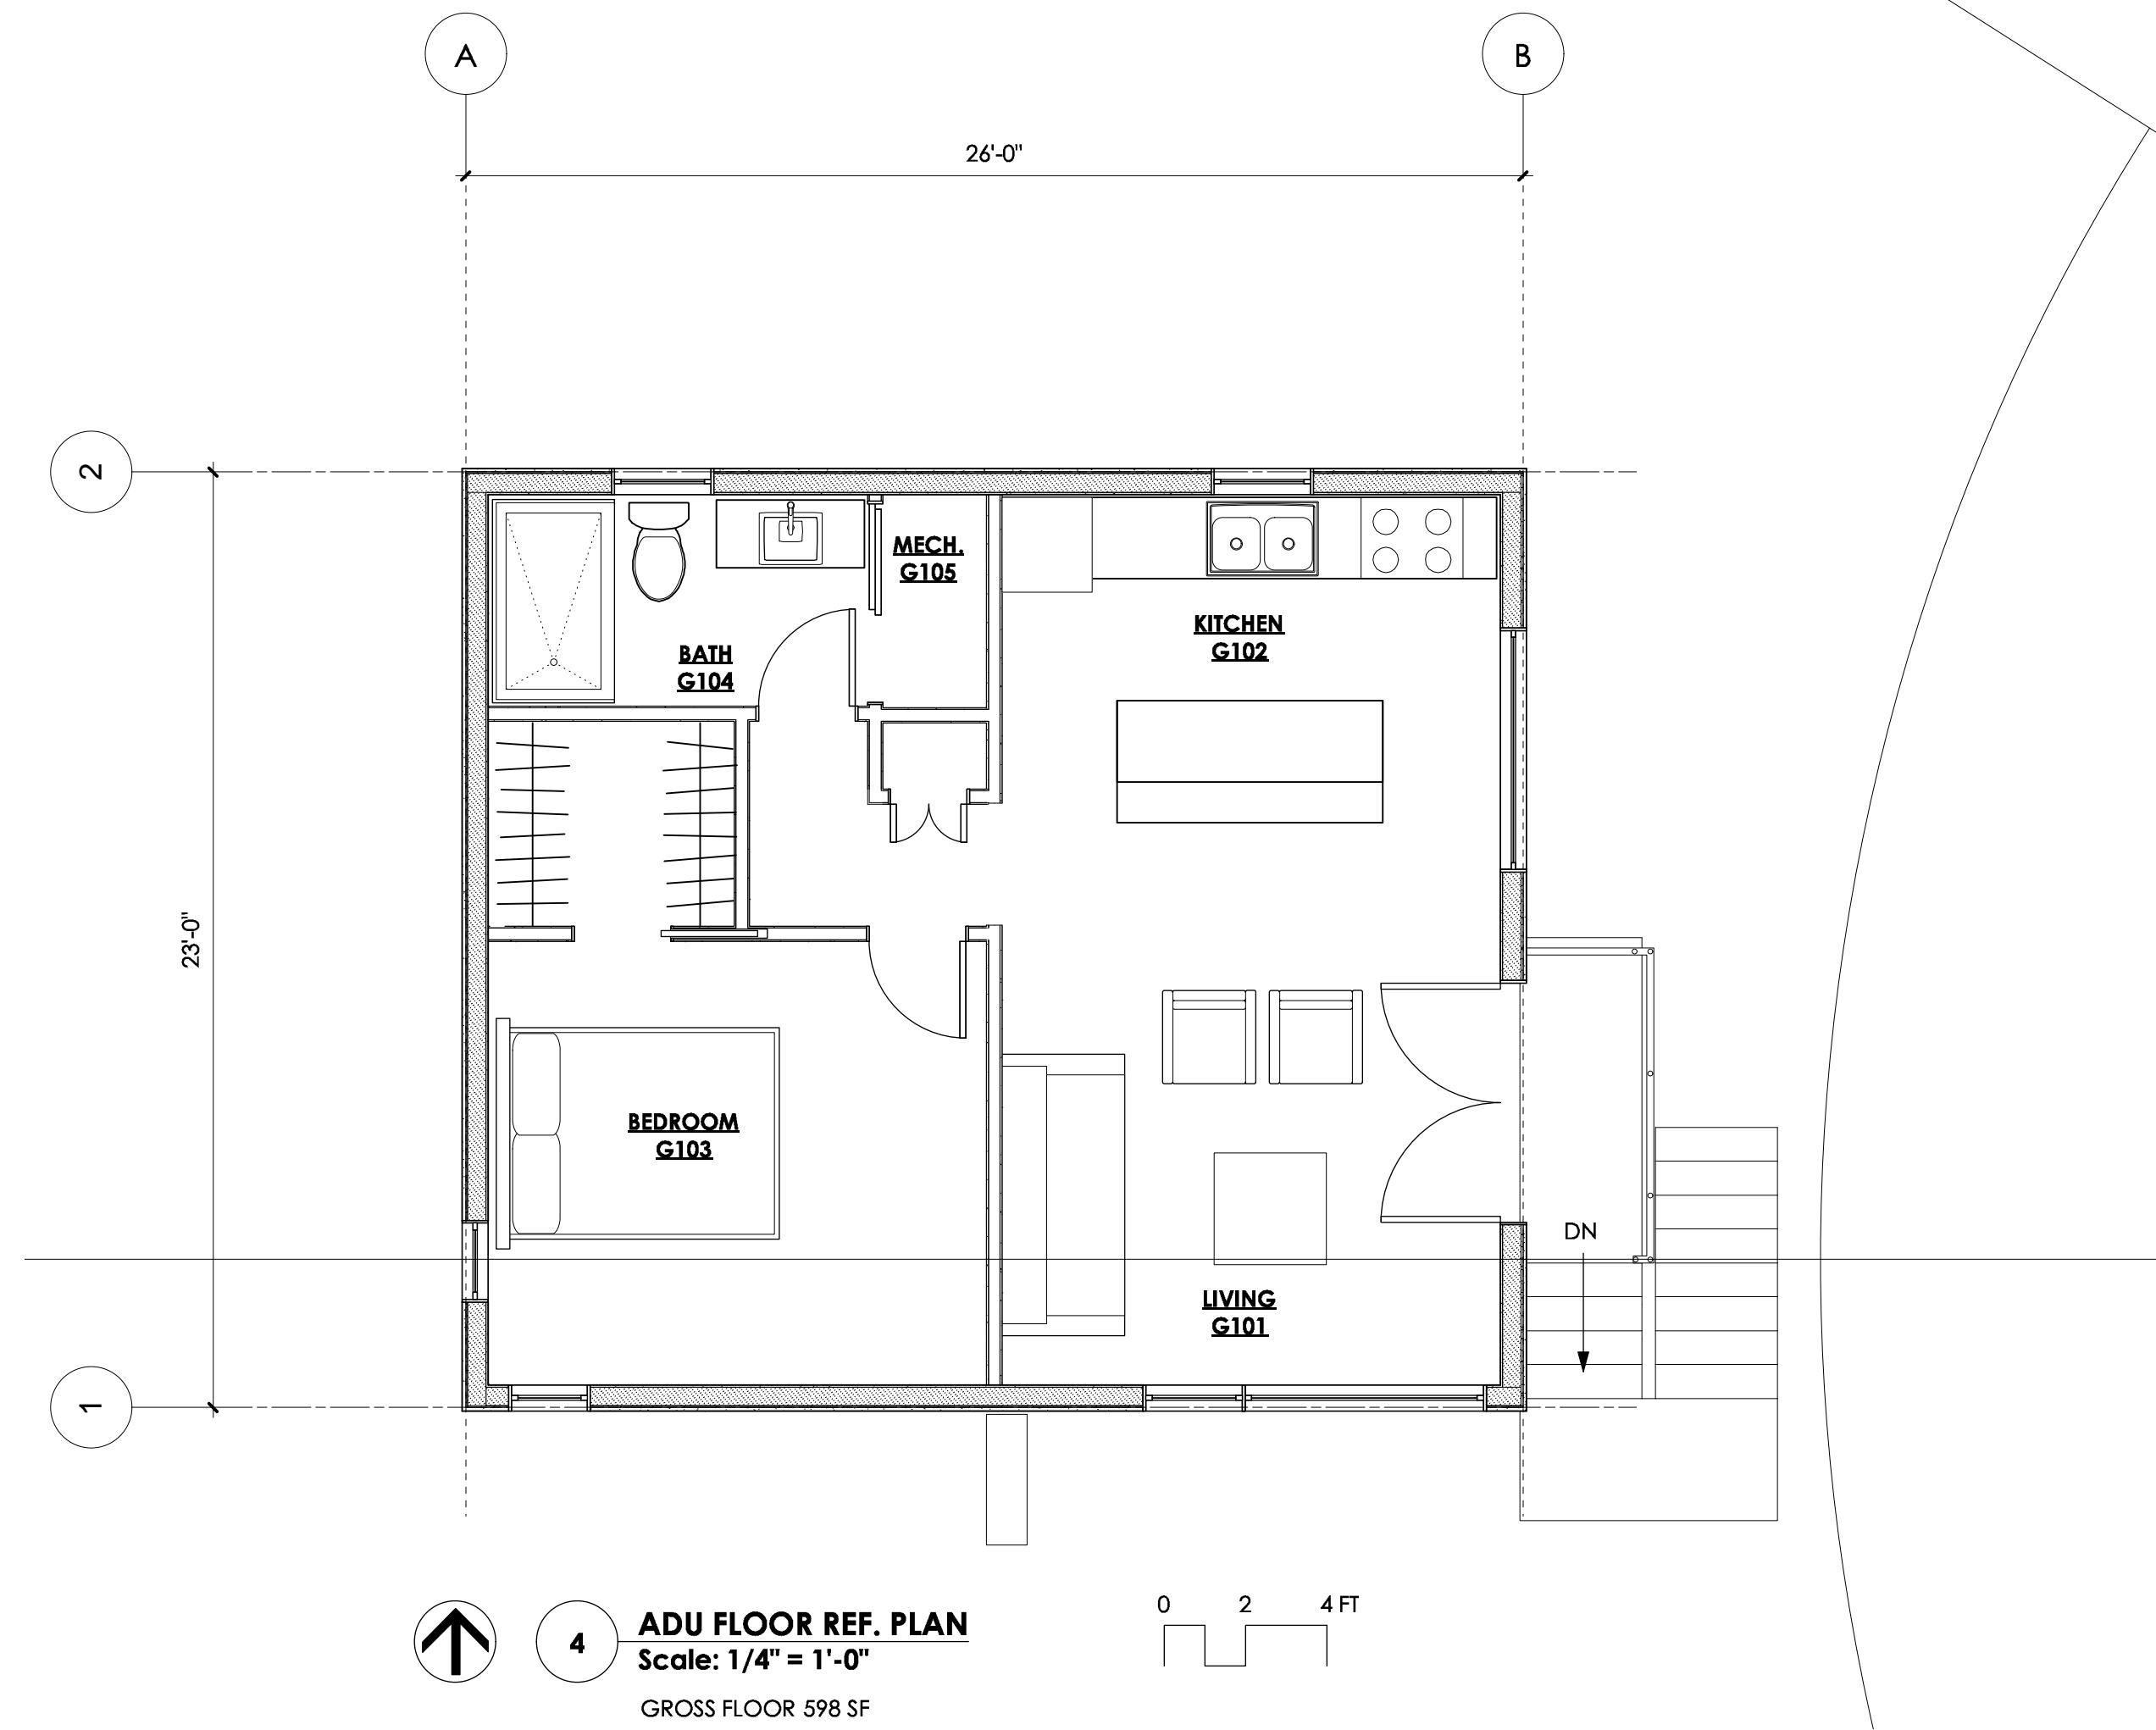 A
B
26'-0"
2
MECH.
G105
KITCHEN
G102
BATH
G104
23'-0"
BEDROOM
G103
DN
LIVING
G101
1
0 2 4 FT
4
ADU FLOOR REF. PLAN
Scale: 1/4" = 1'-0"
GROSS FLOOR 598 SF